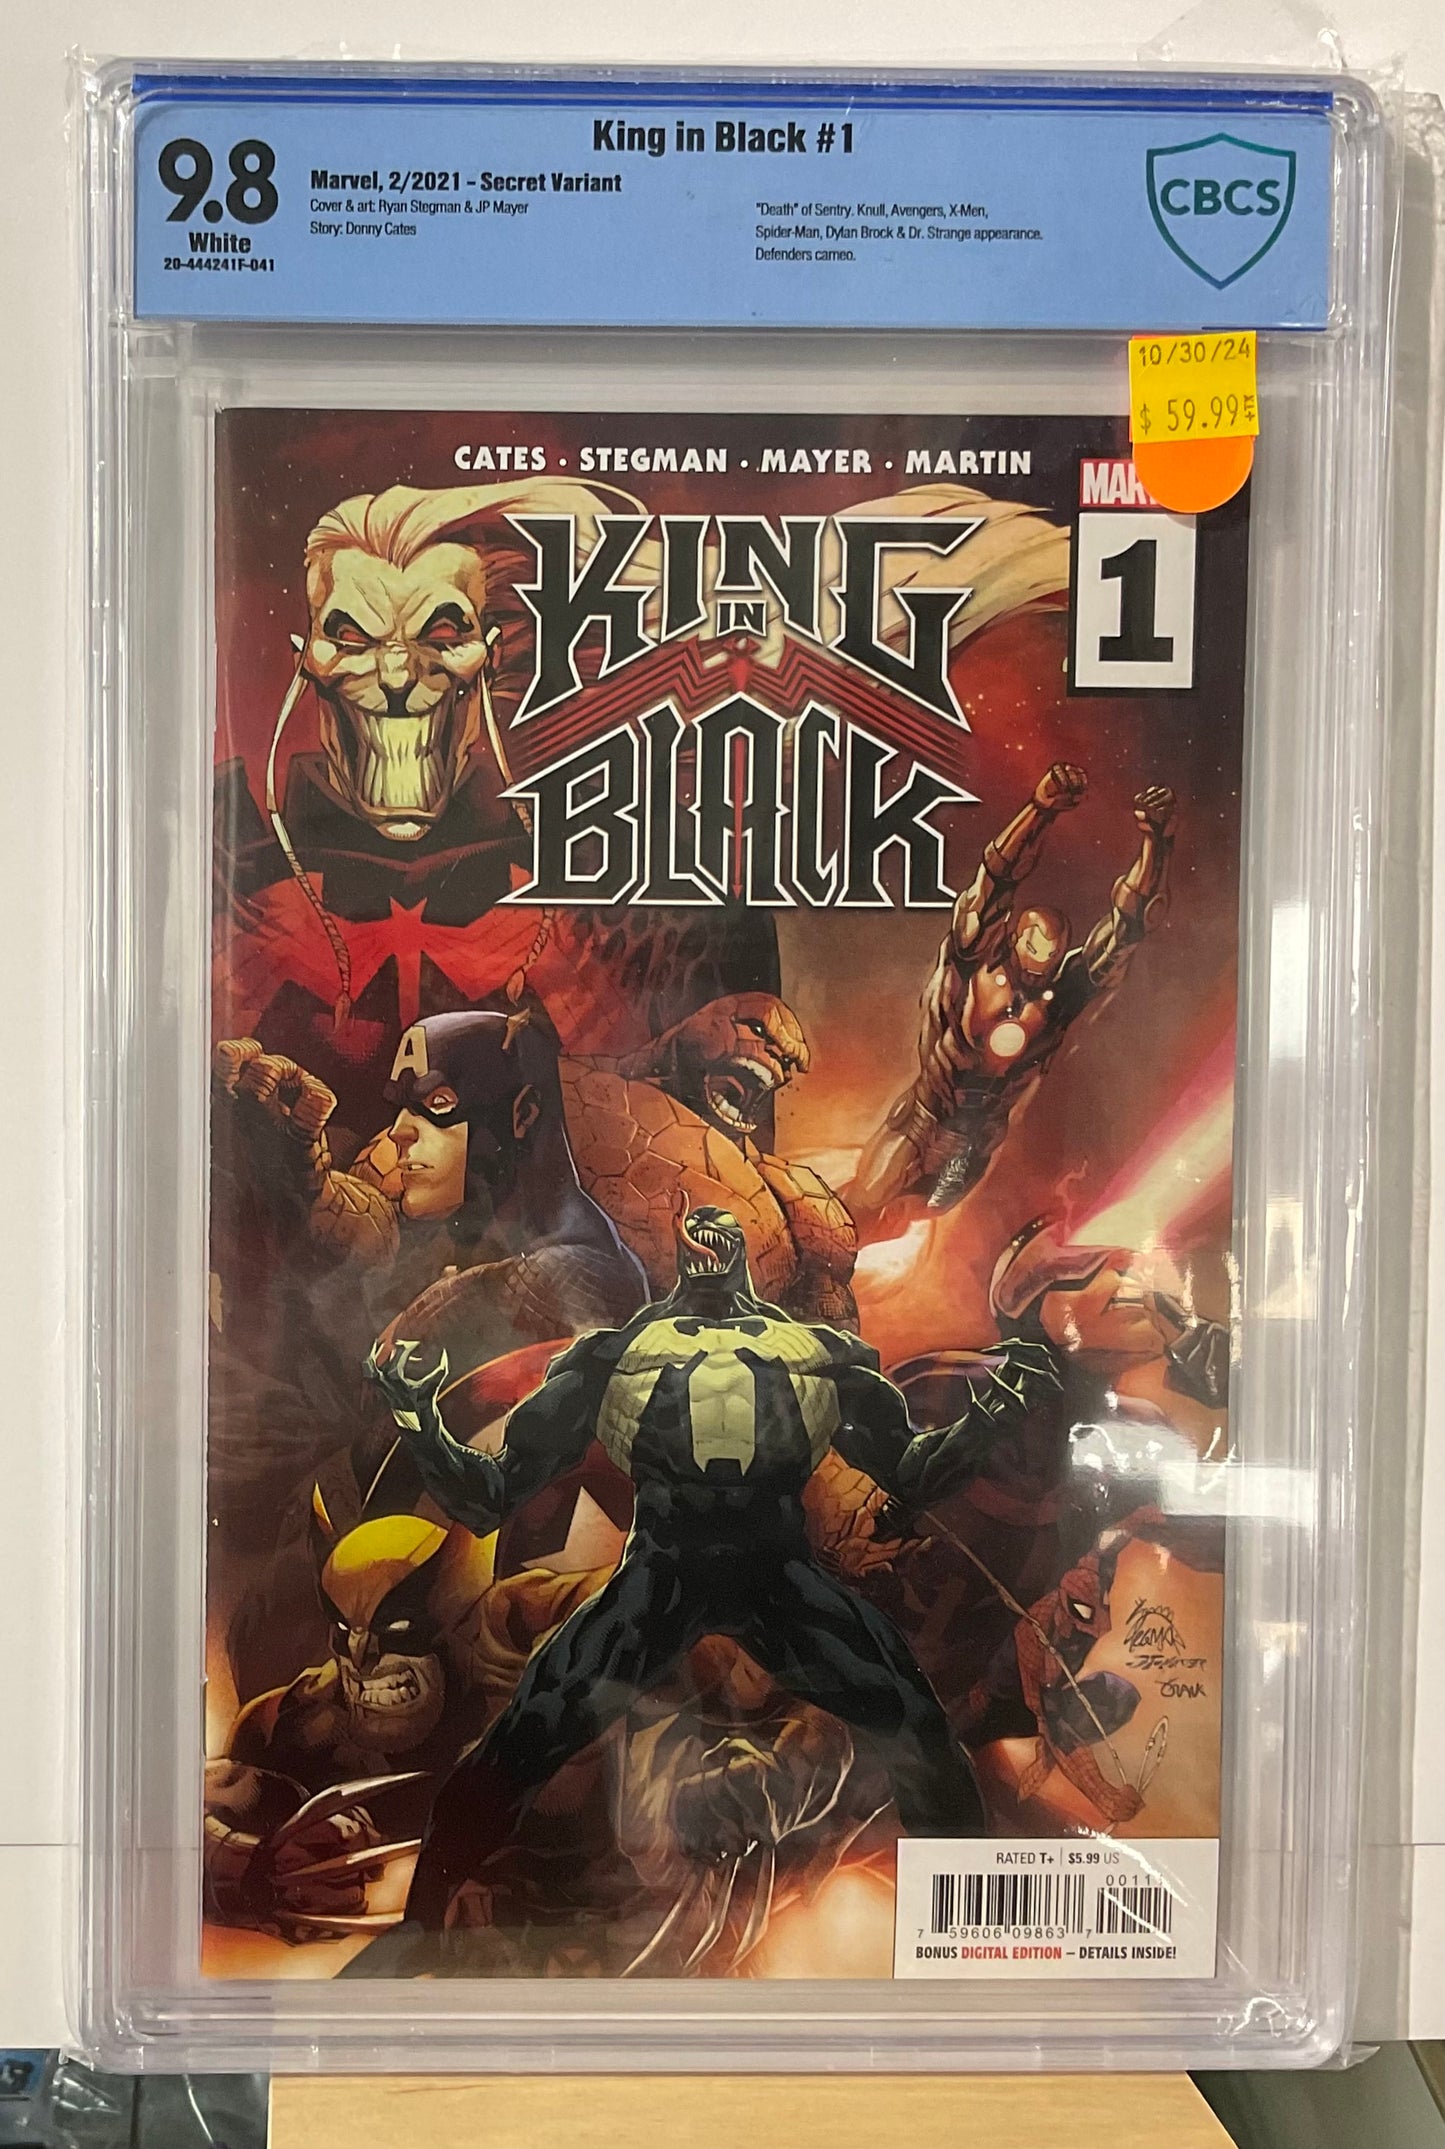 King in Black #1
9.8
White
20-444241F-041
Marvel, 2/2021 - Secret Variant
Cover & art: Ryan Stegman & JP Mayer
Story: Donny Cates
"Death" of Sentry. Knull, Avengers, X-Men,
Spider-Man, Dylan Brock & Dr. Strange appearance.
Defenders cameo.
CBCS
10/30/24
$ 59.99
CATES · STEGMAN · MAYER · MARTIN
MAR
1
KING
IN
BLACK
A
RATED T+ | $5.99 US
0011
7 59606 09863 7
BONUS DIGITAL EDITION – DETAILS INSIDE!